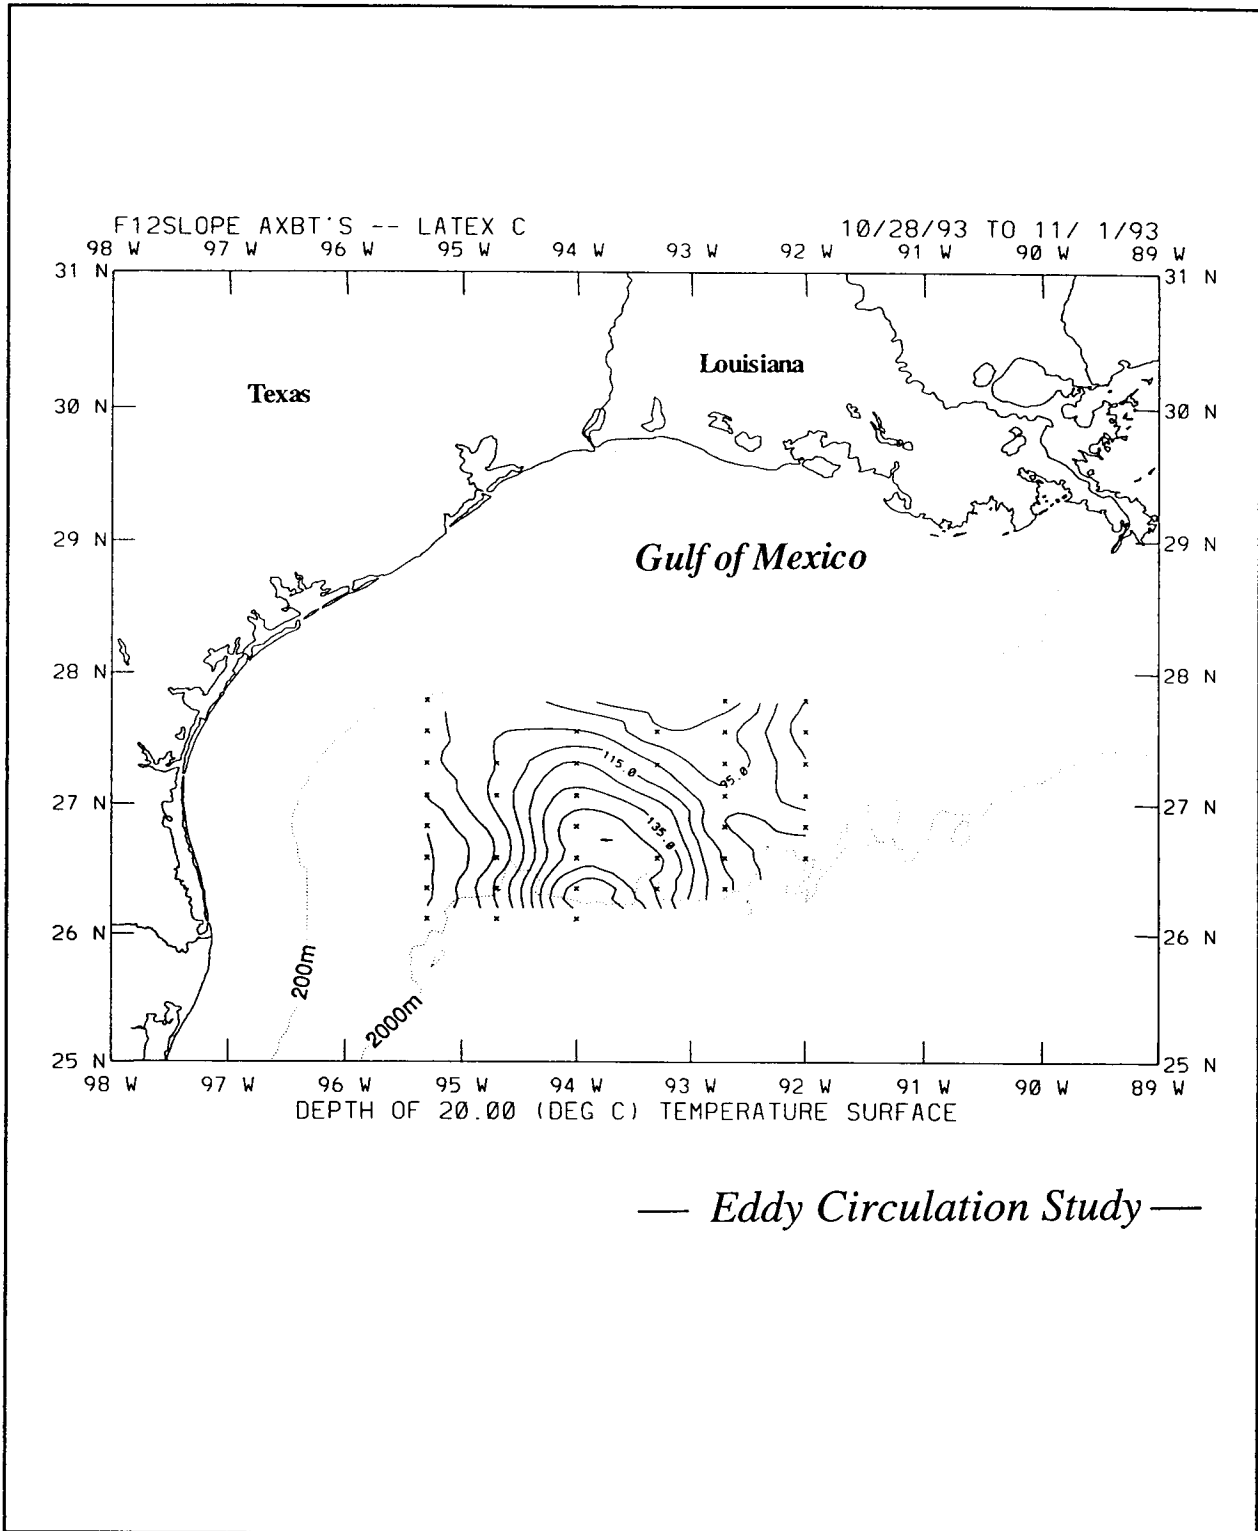 F12SLOPE AXBT'S -- LATEX C 10/28/93 TO 11/ 1/93
98 W 97 W 96 W 95 W 94 W 93 W 92 W 91 W 90 W 89 W
31 N 31 N
Louisiana
Texas
30 N 30 N
29 N 29 N
Gulf of Mexico
28 N 28 N
115.0
95.0
27 N 27 N
135.0
26 N 26 N
200m
2000m
25 N 25 N
98 W 97 W 96 W 95 W 94 W 93 W 92 W 91 W 90 W 89 W
DEPTH OF 20.00 (DEG C) TEMPERATURE SURFACE
— Eddy Circulation Study —